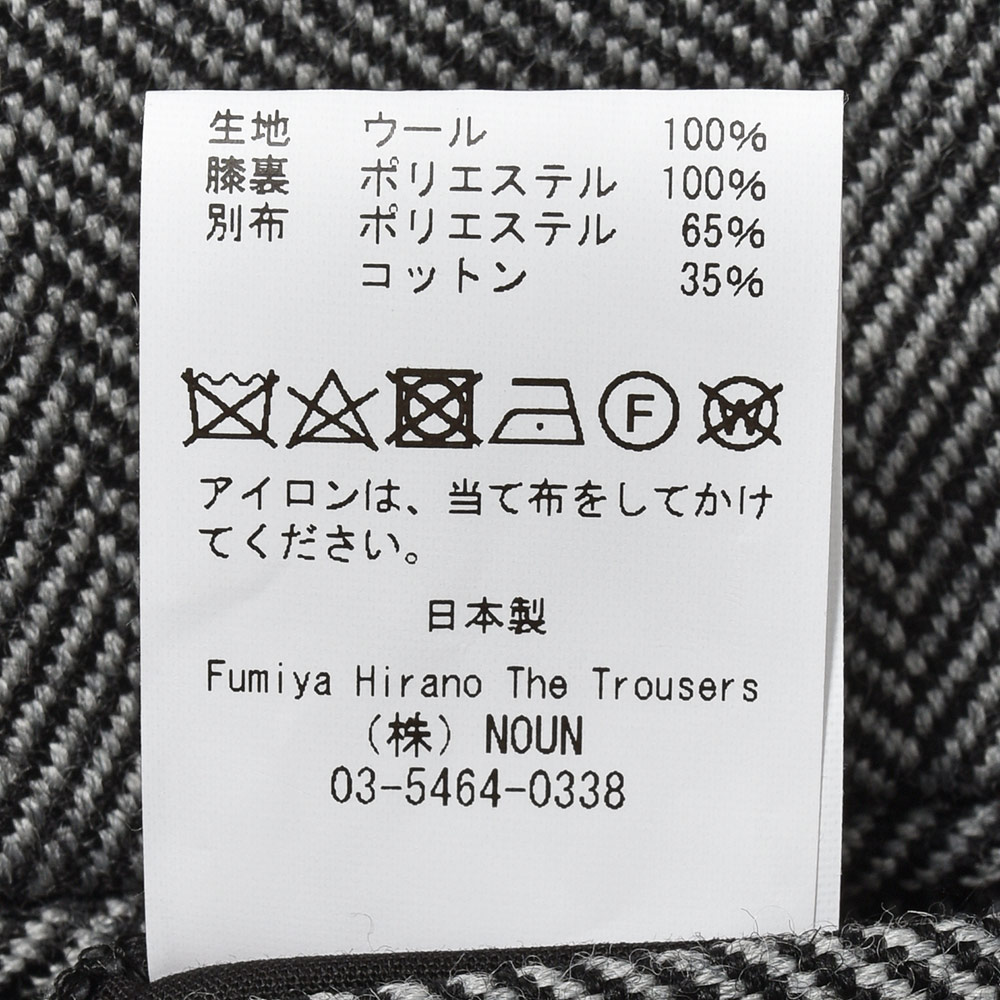 生地 ウール 100%
膝裏 ポリエステル 100%
別布 ポリエステル 65%
コットン 35%
F W
アイロンは、当て布をしてかけ
てください。
日本製
Fumiya Hirano The Trousers
(株) NOUN
03-5464-0338